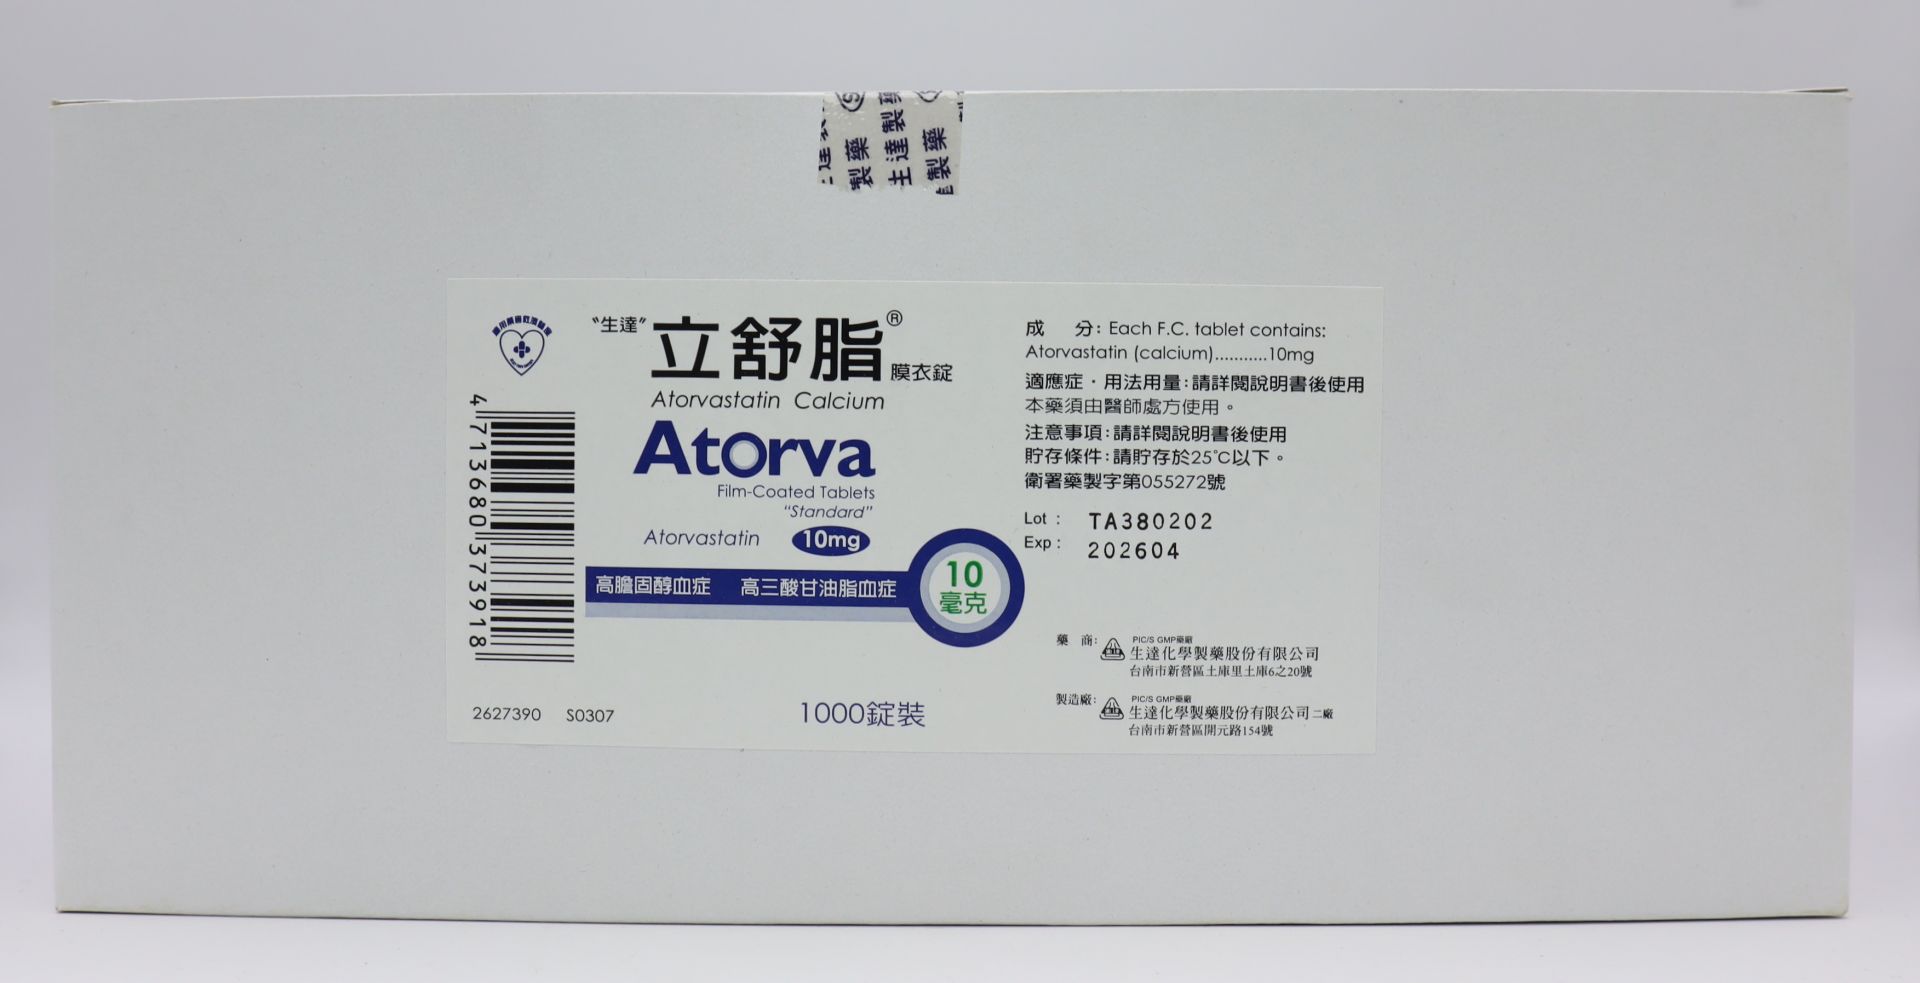 生達製藥
"生達" 立舒脂® 膜衣錠
Atorvastatin Calcium
Atorva
Film-Coated Tablets
"Standard"
Atorvastatin 10mg
高膽固醇血症 高三酸甘油脂血症
10
毫克
4713680373918
2627390 S0307
1000錠裝
成 分: Each F.C. tablet contains:
Atorvastatin (calcium)...........10mg
適應症・用法用量:請詳閱說明書後使用
本藥須由醫師處方使用。
注意事項:請詳閱說明書後使用
貯存條件:請貯存於25°C以下。
衛署藥製字第055272號
Lot : TA380202
Exp : 202604
藥 商: PIC/S GMP藥廠
生達化學製藥股份有限公司
台南市新營區土庫里土庫6之20號
製造廠: PIC/S GMP藥廠
生達化學製藥股份有限公司二廠
台南市新營區開元路154號